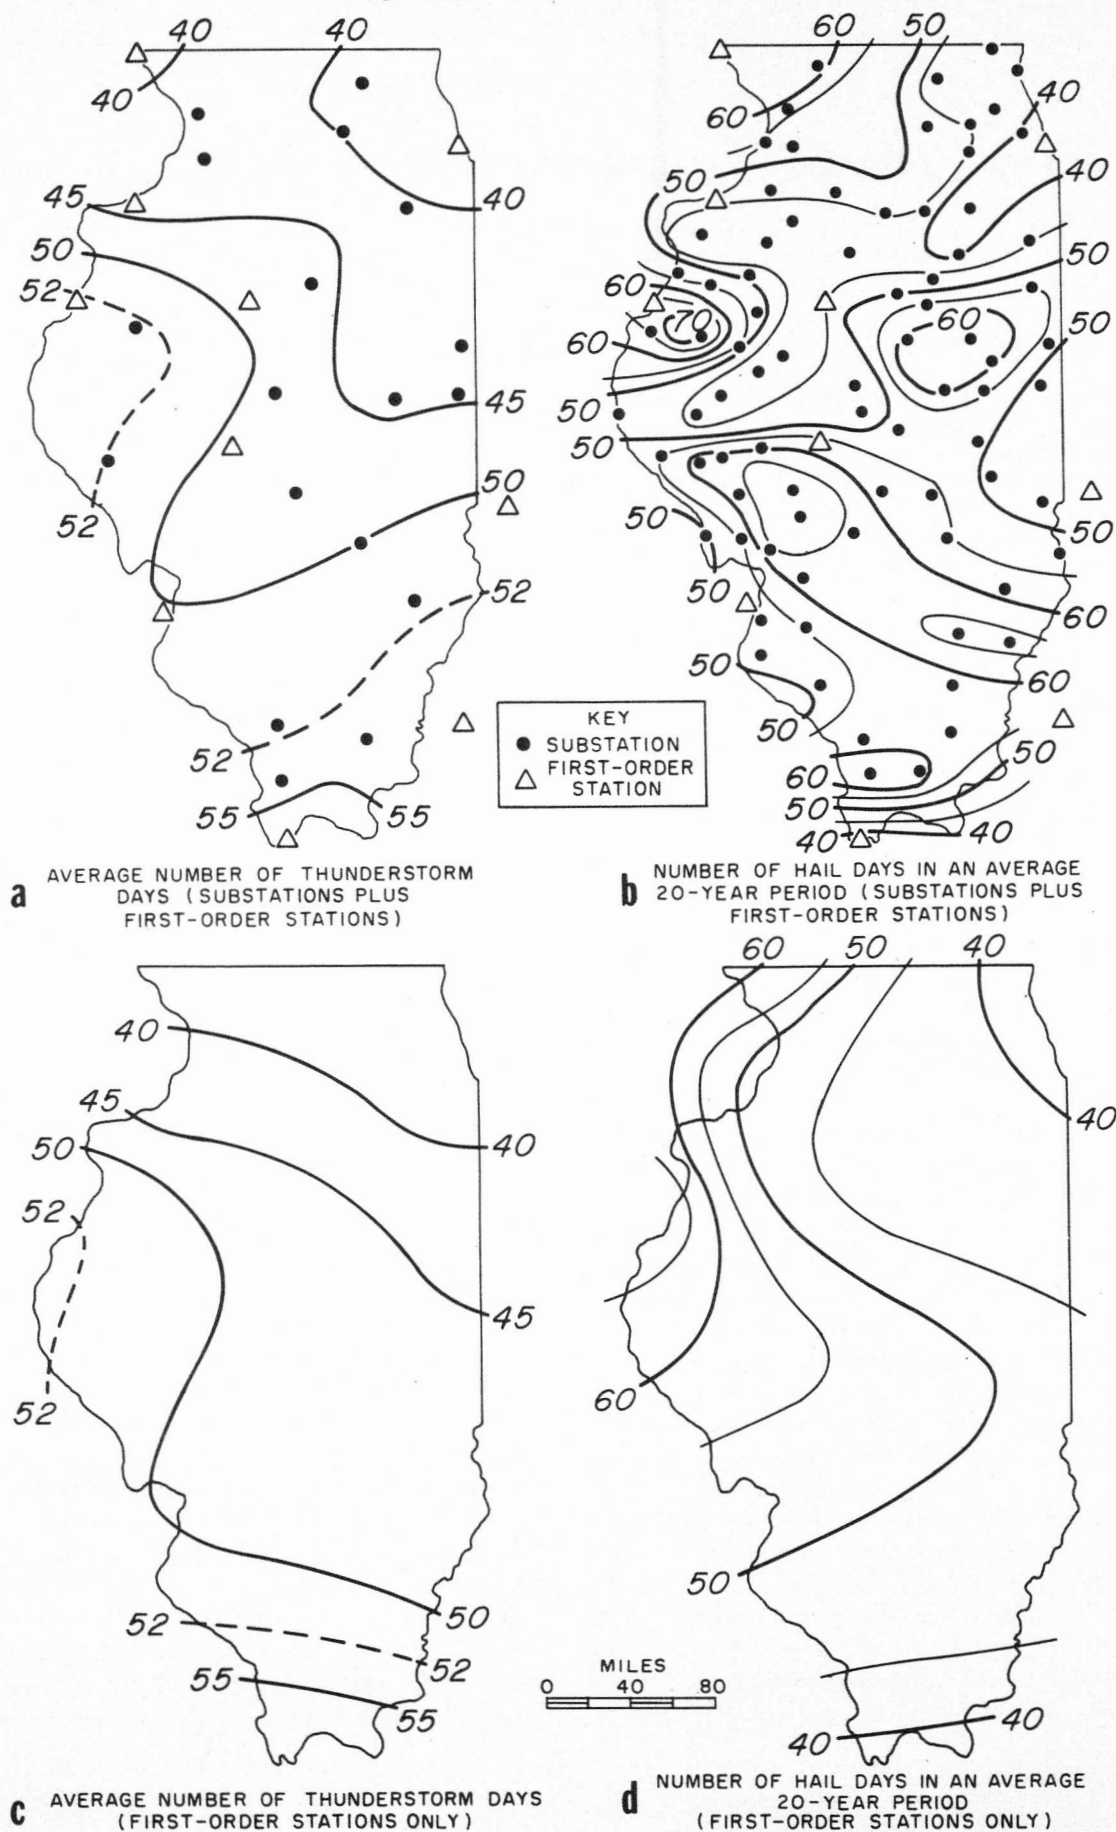 40 40
40
45
40
50
52
45
50
52
52
52
55 55
a AVERAGE NUMBER OF THUNDERSTORM
DAYS (SUBSTATIONS PLUS
FIRST-ORDER STATIONS)
60 50
60
40
50
40
50
60
70
60
60
50
50
50
50
50
50
60
50
60
50
50
60
50
40 40
KEY
SUBSTATION
FIRST-ORDER
STATION
b NUMBER OF HAIL DAYS IN AN AVERAGE
20-YEAR PERIOD (SUBSTATIONS PLUS
FIRST-ORDER STATIONS)
40
45
50
40
52
45
52
50
52
52
55
55
c AVERAGE NUMBER OF THUNDERSTORM DAYS
(FIRST-ORDER STATIONS ONLY)
MILES
0 40 80
60 50 40
40
60
50
40
40
d NUMBER OF HAIL DAYS IN AN AVERAGE
20-YEAR PERIOD
(FIRST-ORDER STATIONS ONLY)